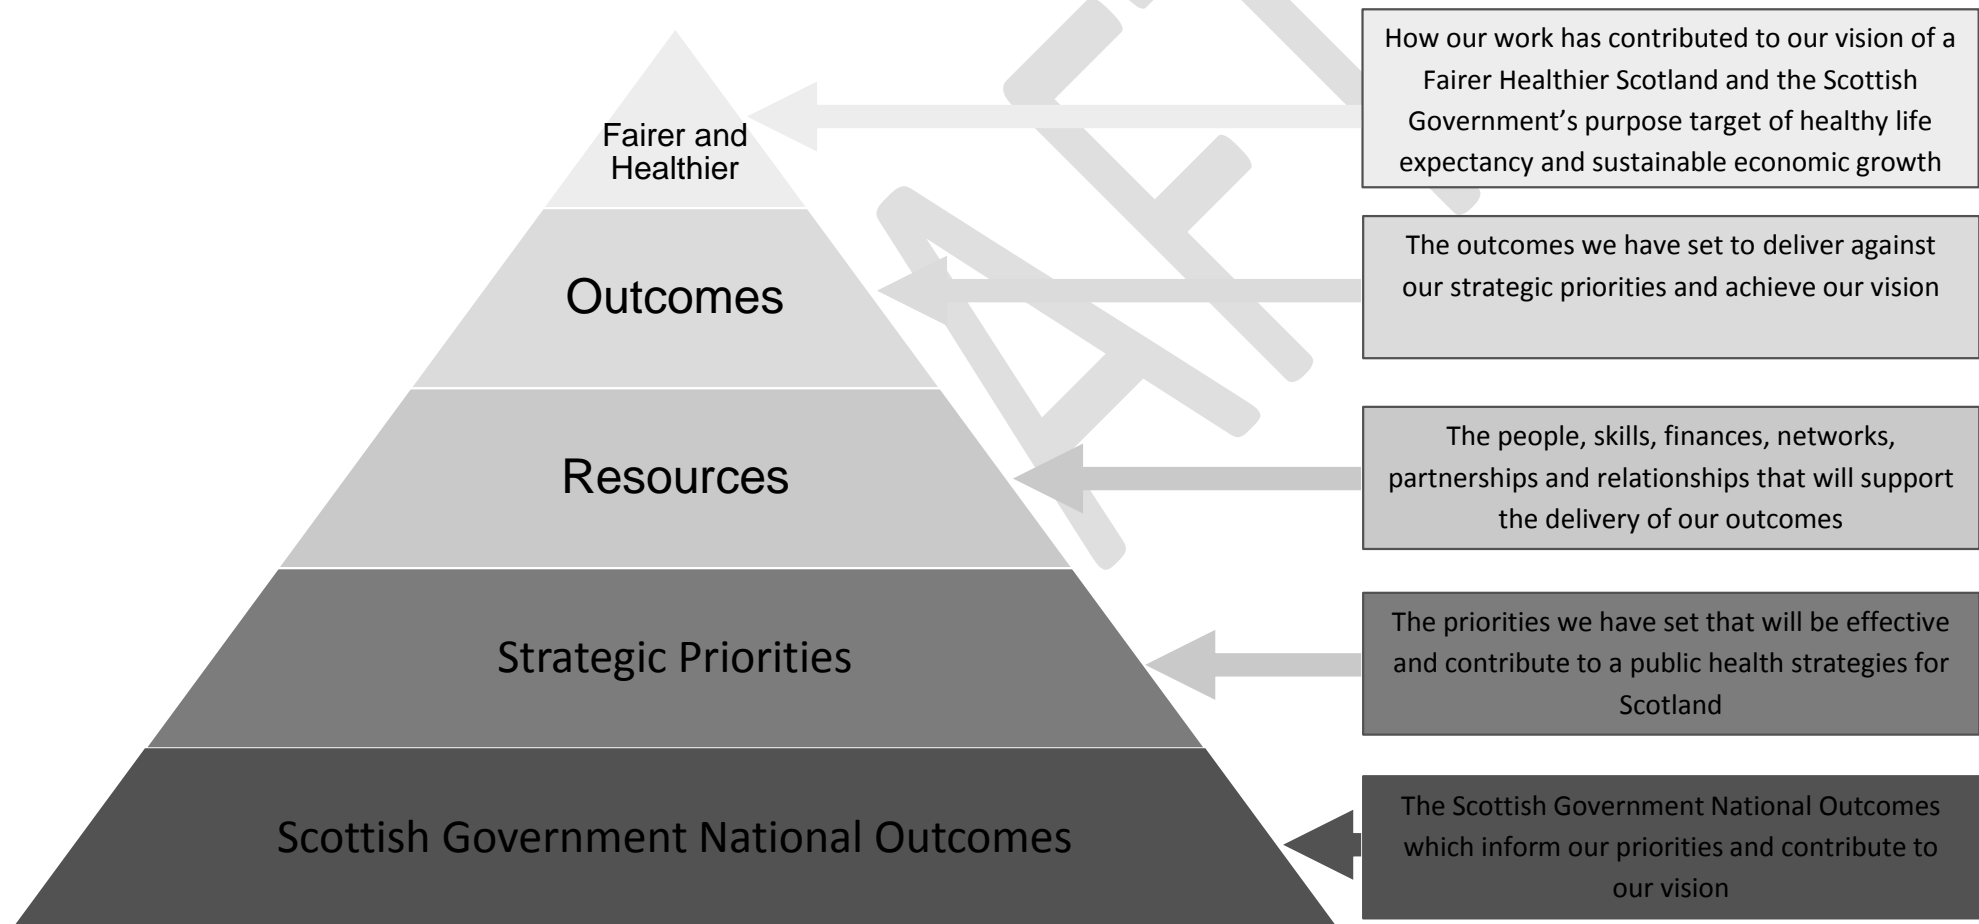 Fairer and
Healthier
How our work has contributed to our vision of a
Fairer Healthier Scotland and the Scottish
Government’s purpose target of healthy life
expectancy and sustainable economic growth
Outcomes
The outcomes we have set to deliver against
our strategic priorities and achieve our vision
Resources
The people, skills, finances, networks,
partnerships and relationships that will support
the delivery of our outcomes
Strategic Priorities
The priorities we have set that will be effective
and contribute to a public health strategies for
Scotland
Scottish Government National Outcomes
The Scottish Government National Outcomes
which inform our priorities and contribute to
our vision